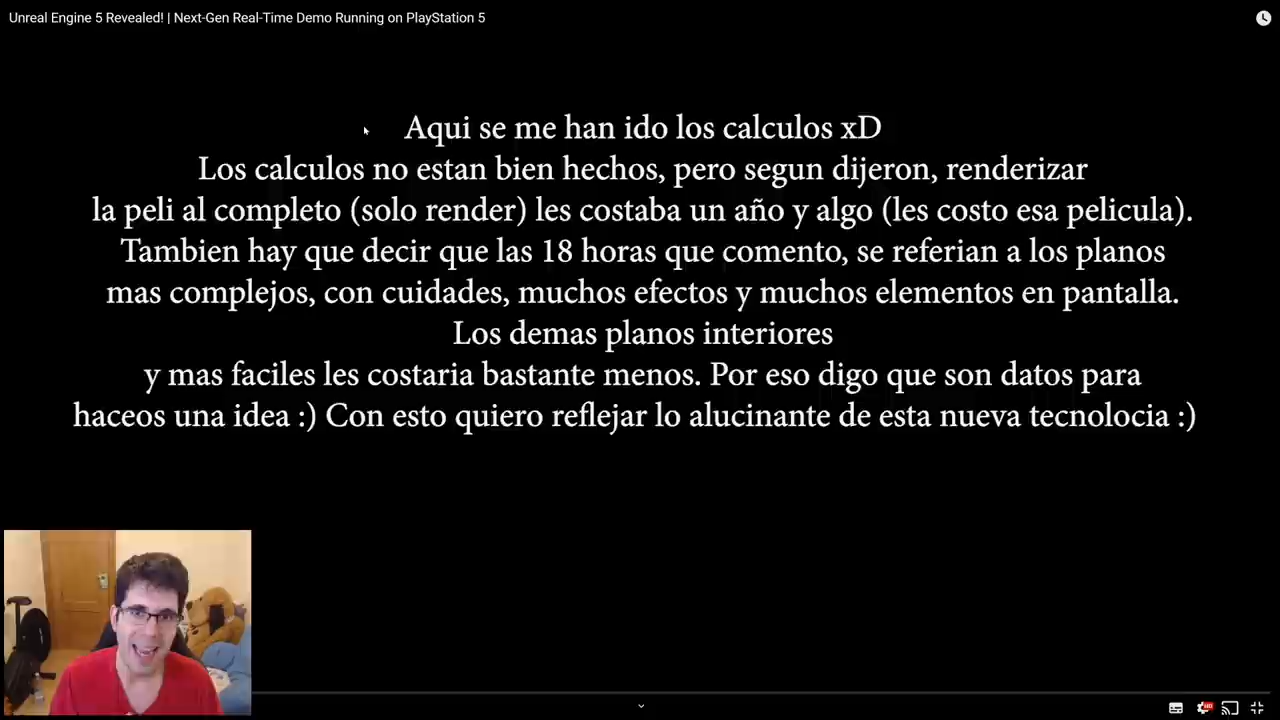 Unreal Engine 5 Revealed! | Next-Gen Real-Time Demo Running on PlayStation 5
Aqui se me han ido los calculos xD
Los calculos no estan bien hechos, pero segun dijeron, renderizar
la peli al completo (solo render) les costaba un año y algo (les costo esa pelicula).
Tambien hay que decir que las 18 horas que comento, se referian a los planos
mas complejos, con cuidades, muchos efectos y muchos elementos en pantalla.
Los demas planos interiores
y mas faciles les costaria bastante menos. Por eso digo que son datos para
haceos una idea :) Con esto quiero reflejar lo alucinante de esta nueva tecnolocia :)
HD